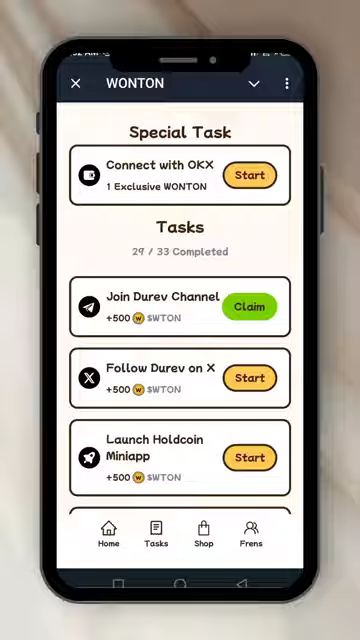 WONTON
Special Task
Connect with OKX
1 Exclusive WONTON
Start
Tasks
29 / 33 Completed
Join Durev Channel
+500 $WTON
Claim
Follow Durev on X
+500 $WTON
Start
Launch Holdcoin
Miniapp
+500 $WTON
Start
Home Tasks Shop Frens